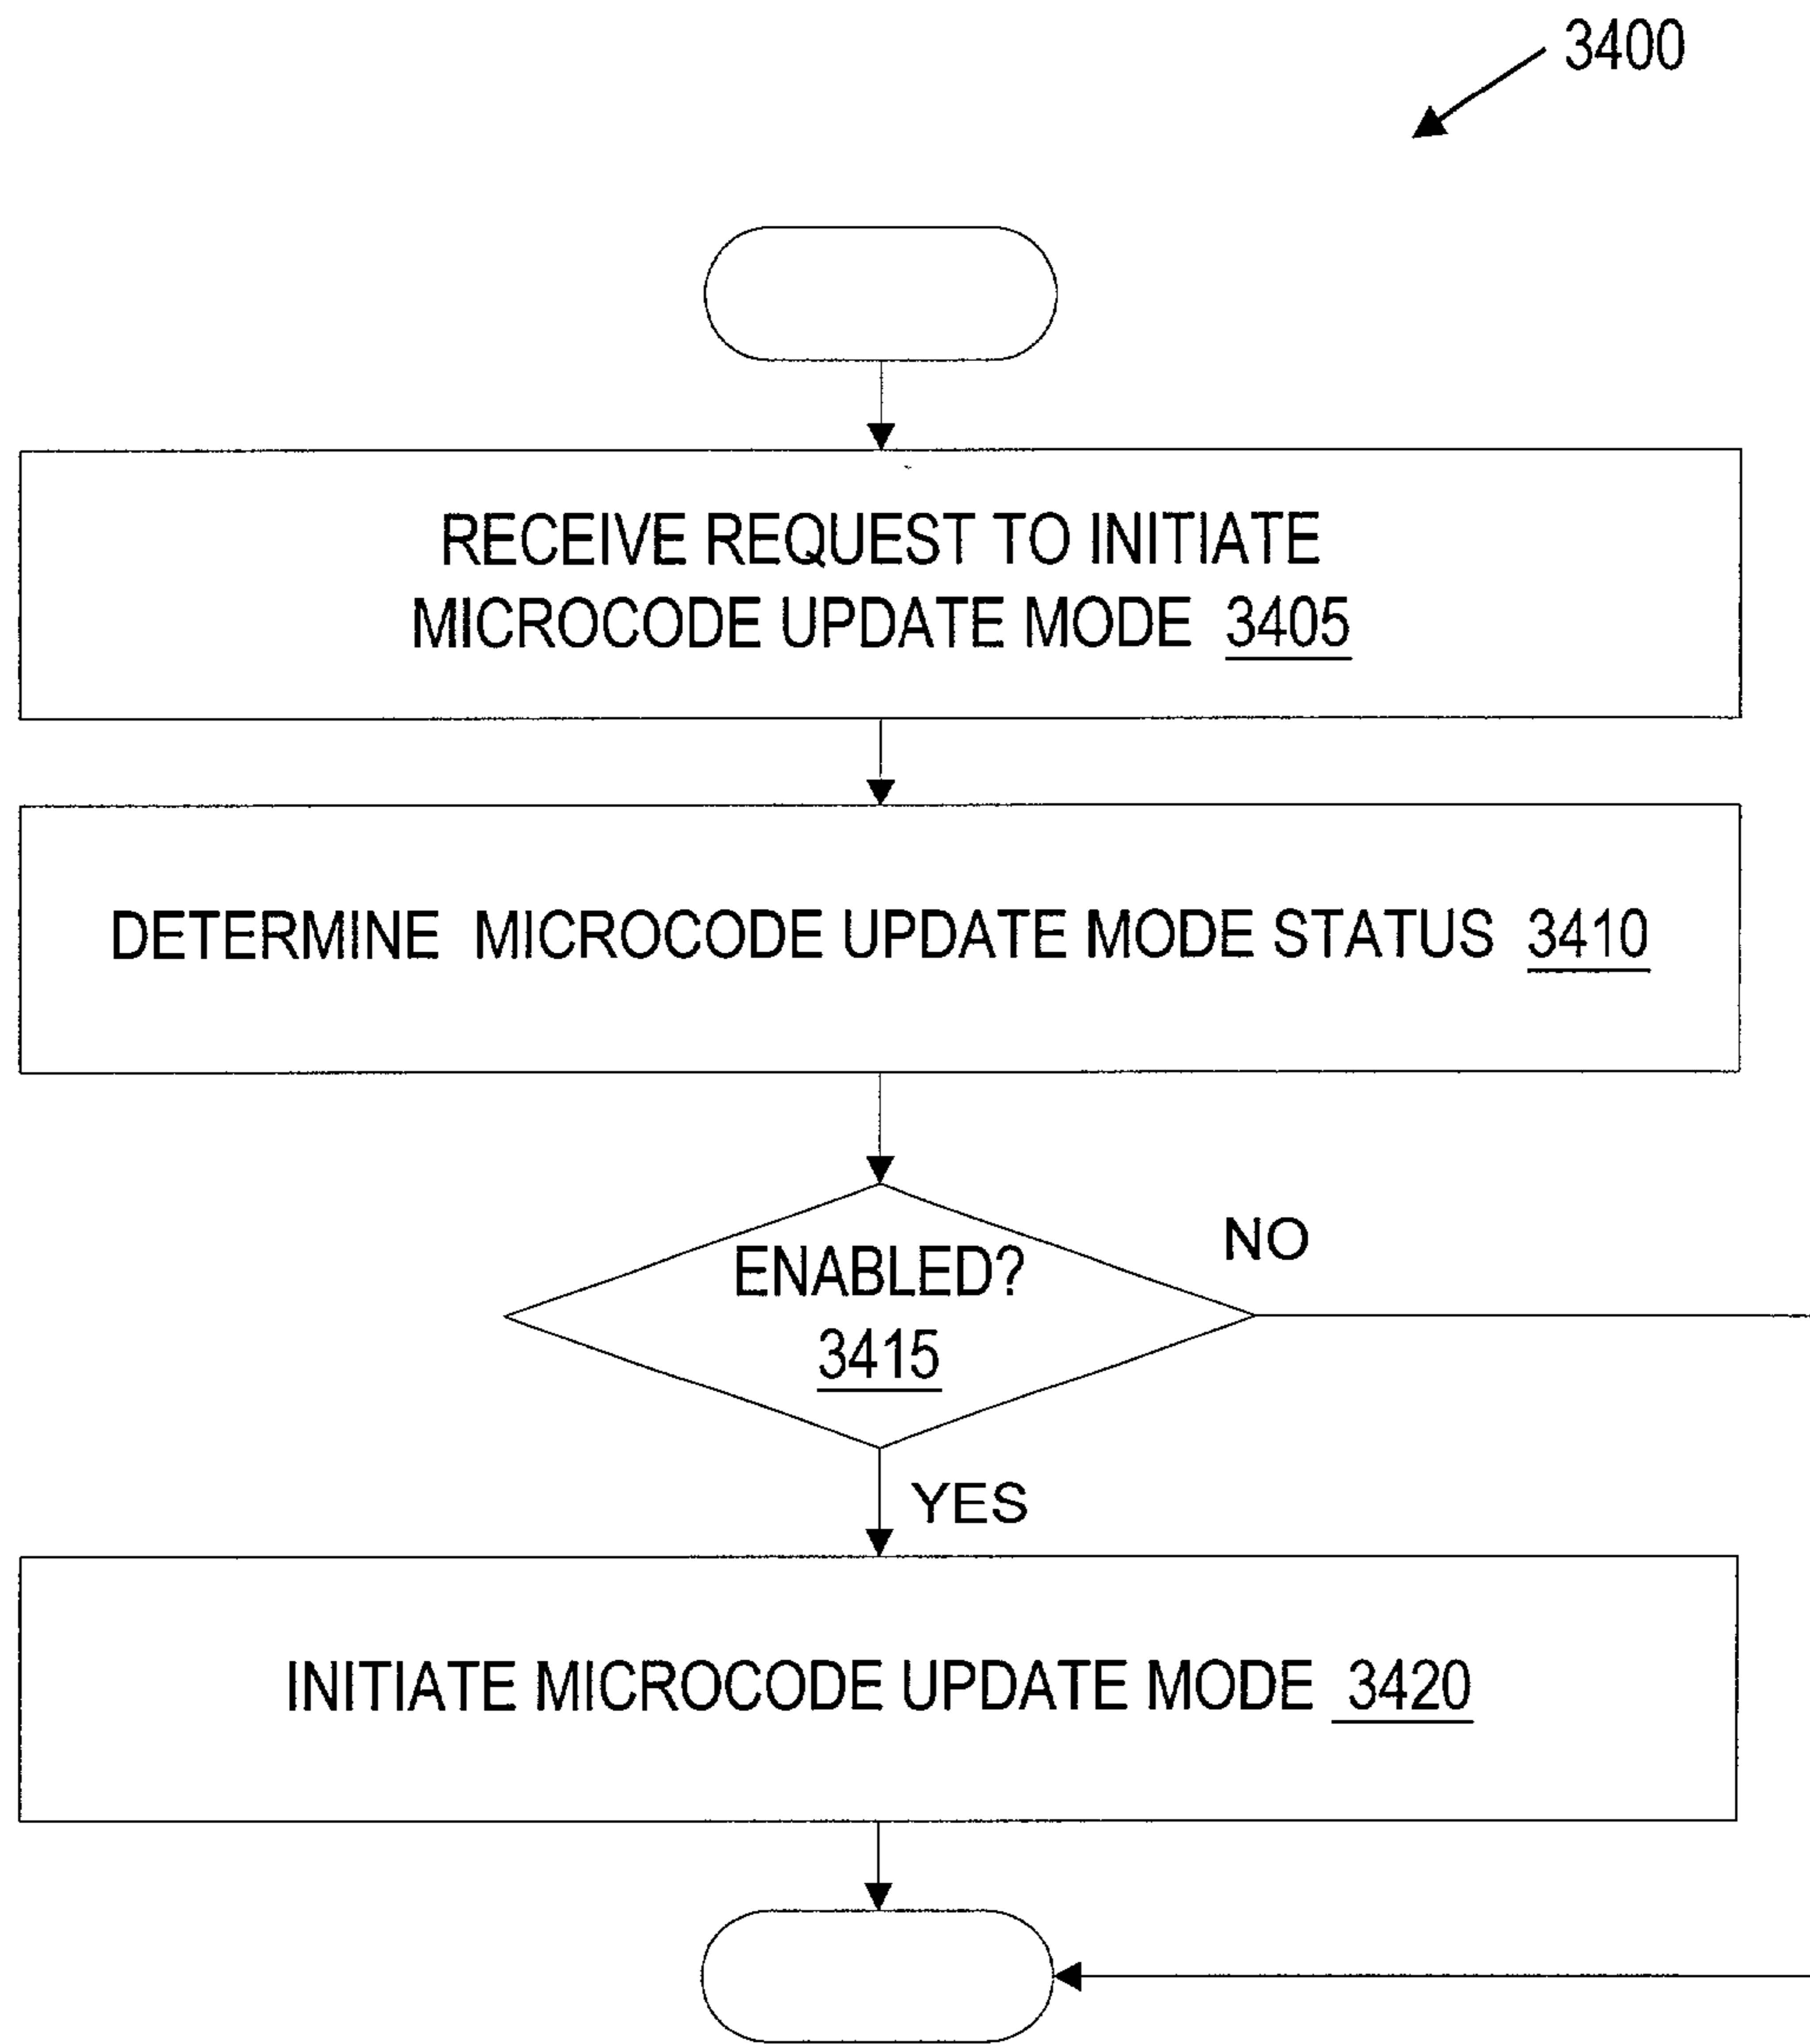 3400
RECEIVE REQUEST TO INITIATE
MICROCODE UPDATE MODE 3405
DETERMINE MICROCODE UPDATE MODE STATUS 3410
ENABLED?
3415
NO
YES
INITIATE MICROCODE UPDATE MODE 3420